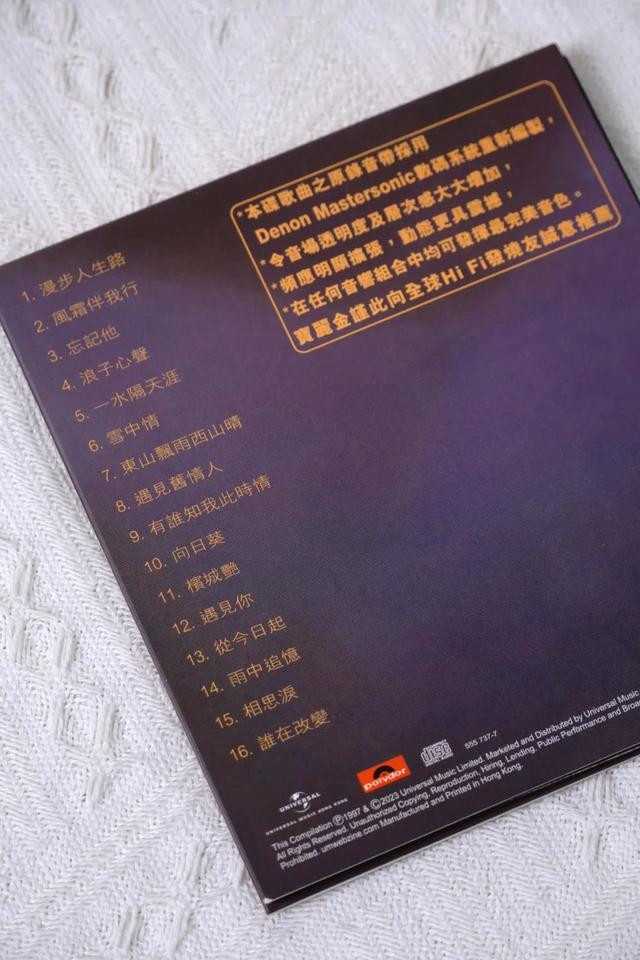 *本碟歌曲之原錄音帶採用
Denon Mastersonic數碼系統重新編製，
*令音場透明度及層次感大大增加，
*頻應明顯擴張，動態更具震撼，
*在任何音響組合中均可發揮最完美音色。
寶麗金謹此向全球Hi Fi發燒友誠意推薦
1. 漫步人生路
2. 風霜伴我行
3. 忘記他
4. 浪子心聲
5. 一水隔天涯
6. 雪中情
7. 東山飄雨西山晴
8. 遇見舊情人
9. 有誰知我此時情
10. 向日葵
11. 檳城艷
12. 遇見你
13. 從今日起
14. 雨中追憶
15. 相思淚
16. 誰在改變
UNIVERSAL
UNIVERSAL MUSIC HONG KONG
polydor
disc
555 737-7
This Compilation Ⓟ1997 & ©2023 Universal Music Limited. Marketed and Distributed by Universal Music
All Rights Reserved. Unauthorized Copying, Reproduction, Hiring, Lending, Public Performance and Broad
Prohibited. umwebzine.com Manufactured and Printed in Hong Kong.